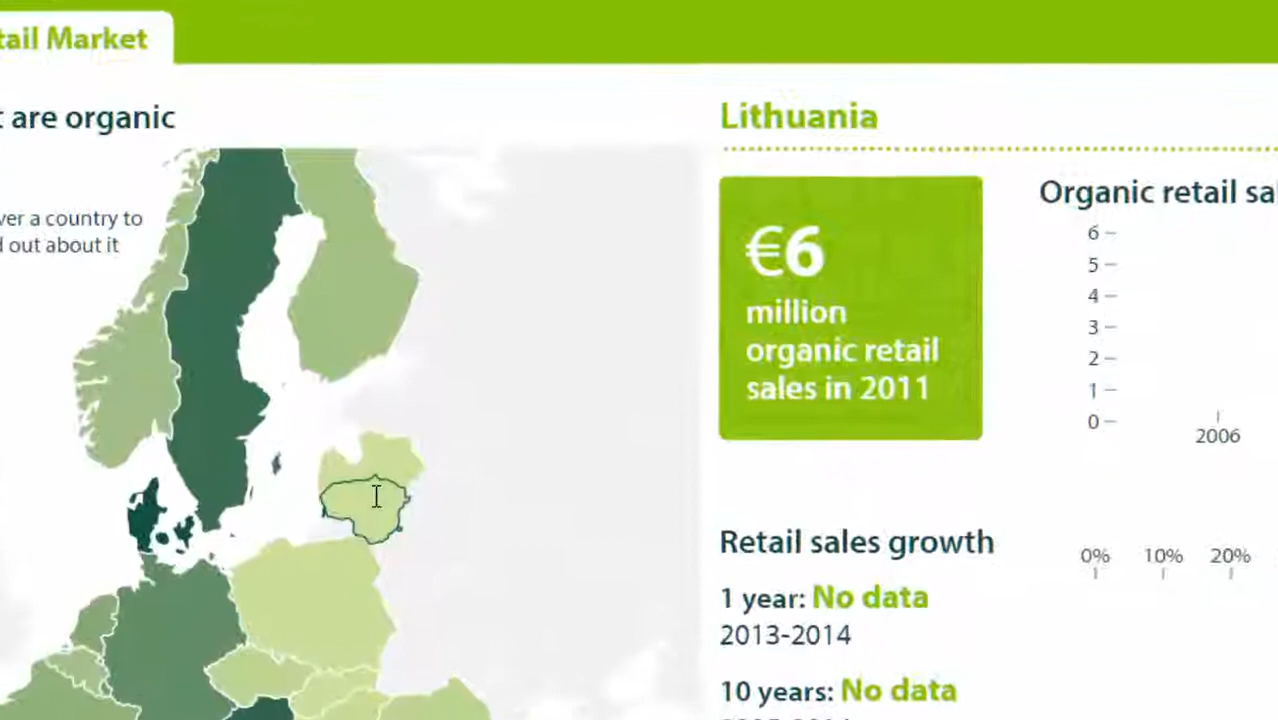 tail Market
are organic
ver a country to
out about it
Lithuania
€6
million
organic retail
sales in 2011
Organic retail
6
5
4
3
2
1
0
2006
Retail sales growth
0% 10% 20%
1 year: No data
2013-2014
10 years: No data